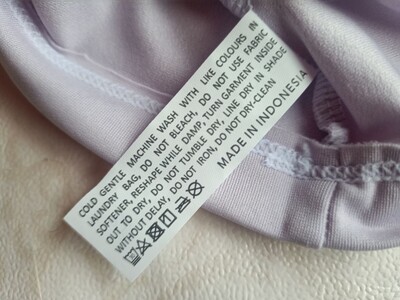 COLD GENTLE MACHINE WASH WITH LIKE COLOURS IN
LAUNDRY BAG, DO NOT BLEACH, DO NOT USE FABRIC
SOFTENER, RESHAPE WHILE DAMP, TURN GARMENT INSIDE
OUT TO DRY, DO NOT TUMBLE DRY, LINE DRY IN SHADE
WITHOUT DELAY, DO NOT IRON, DO NOT DRY-CLEAN
MADE IN INDONESIA